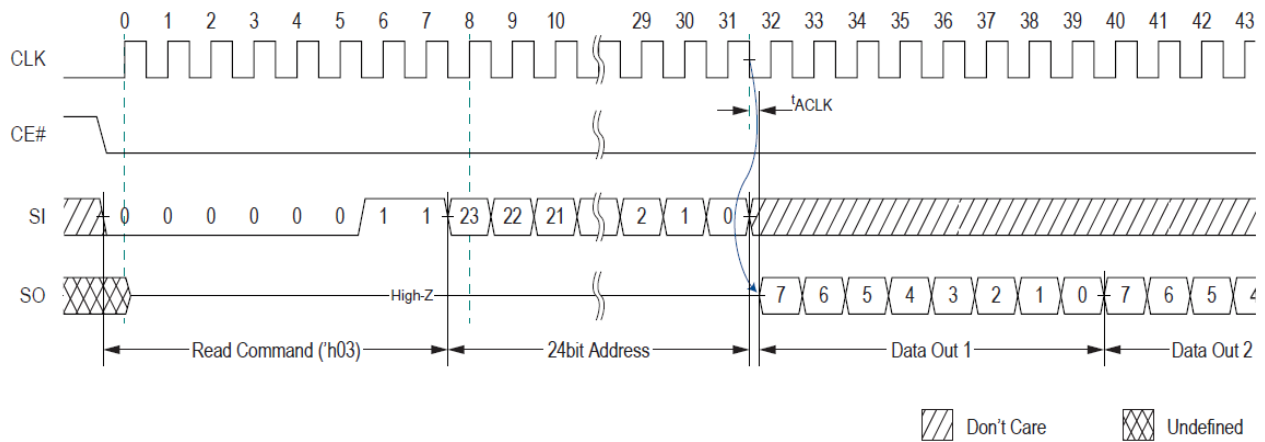 0 1 2 3 4 5 6 7 8 9 10 29 30 31 32 33 34 35 36 37 38 39 40 41 42 43
CLK
tACLK
CE#
SI 0 0 0 0 0 0 1 1 23 22 21 2 1 0
SO High-Z 7 6 5 4 3 2 1 0 7 6 5 4
Read Command ('h03) 24bit Address Data Out 1 Data Out 2
Don't Care Undefined